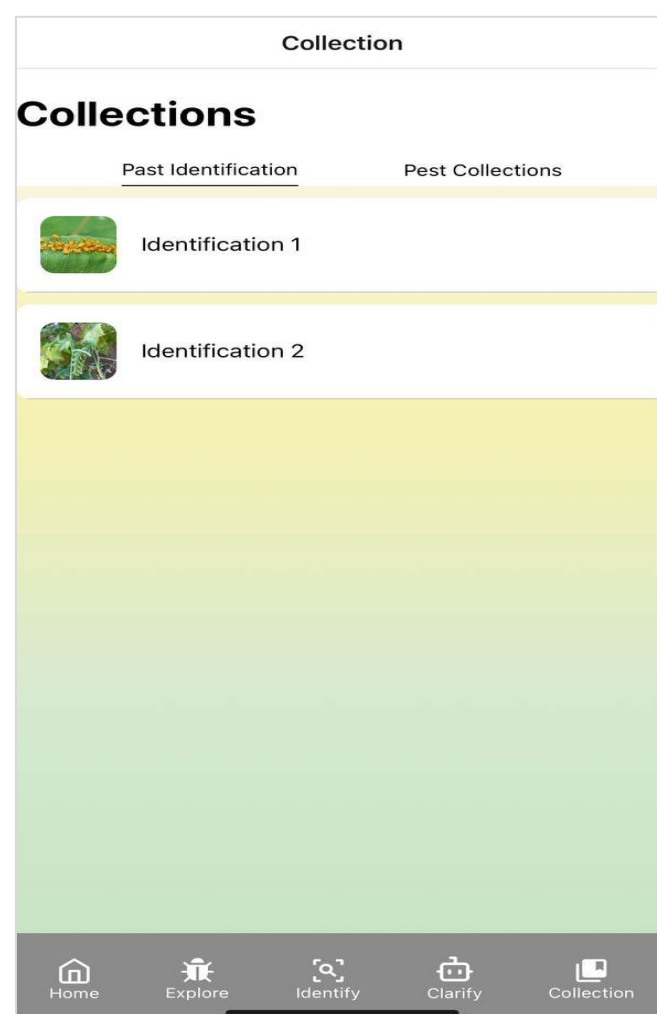 Collection
Collections
Past Identification Pest Collections
Identification 1
Identification 2
Home Explore Identify Clarify Collection